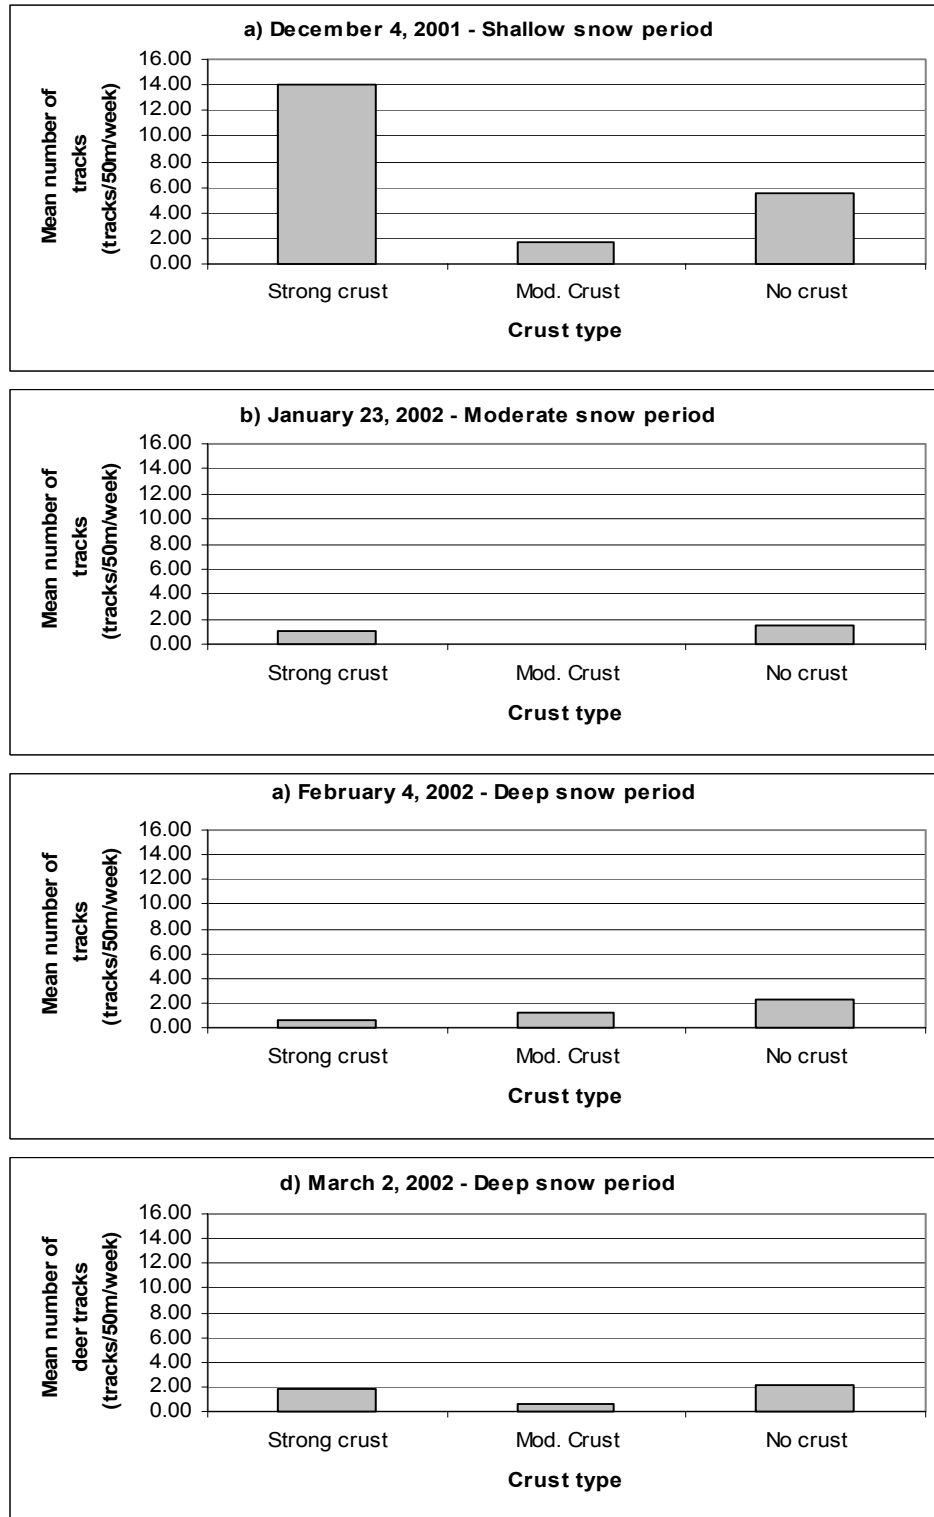 a) December 4, 2001 - Shallow snow period
Mean number of
tracks
(tracks/50m/week)
16.00
14.00
12.00
10.00
8.00
6.00
4.00
2.00
0.00
Strong crust Mod. Crust No crust
Crust type
b) January 23, 2002 - Moderate snow period
Mean number of
tracks
(tracks/50m/week)
16.00
14.00
12.00
10.00
8.00
6.00
4.00
2.00
0.00
Strong crust Mod. Crust No crust
Crust type
a) February 4, 2002 - Deep snow period
Mean number of
tracks
(tracks/50m/week)
16.00
14.00
12.00
10.00
8.00
6.00
4.00
2.00
0.00
Strong crust Mod. Crust No crust
Crust type
d) March 2, 2002 - Deep snow period
Mean number of
deer tracks
(tracks/50m/week)
16.00
14.00
12.00
10.00
8.00
6.00
4.00
2.00
0.00
Strong crust Mod. Crust No crust
Crust type